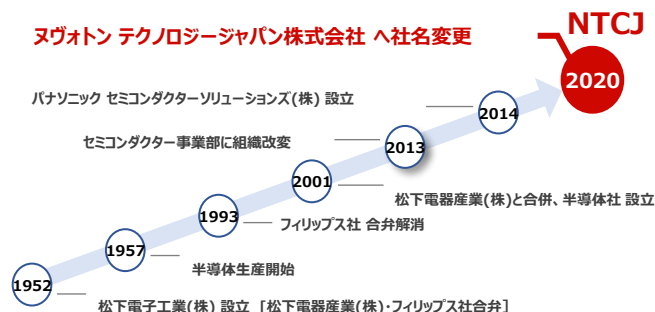 NTCJ
ヌヴォトン テクノロジージャパン株式会社 へ社名変更
2020
パナソニック セミコンダクターソリューションズ(株) 設立
2014
セミコンダクター事業部に組織改変
2013
2001
松下電器産業(株)と合併、半導体社 設立
1993
フィリップス社 合弁解消
1957
半導体生産開始
1952
松下電子工業(株) 設立 [松下電器産業(株)・フィリップス社合弁]